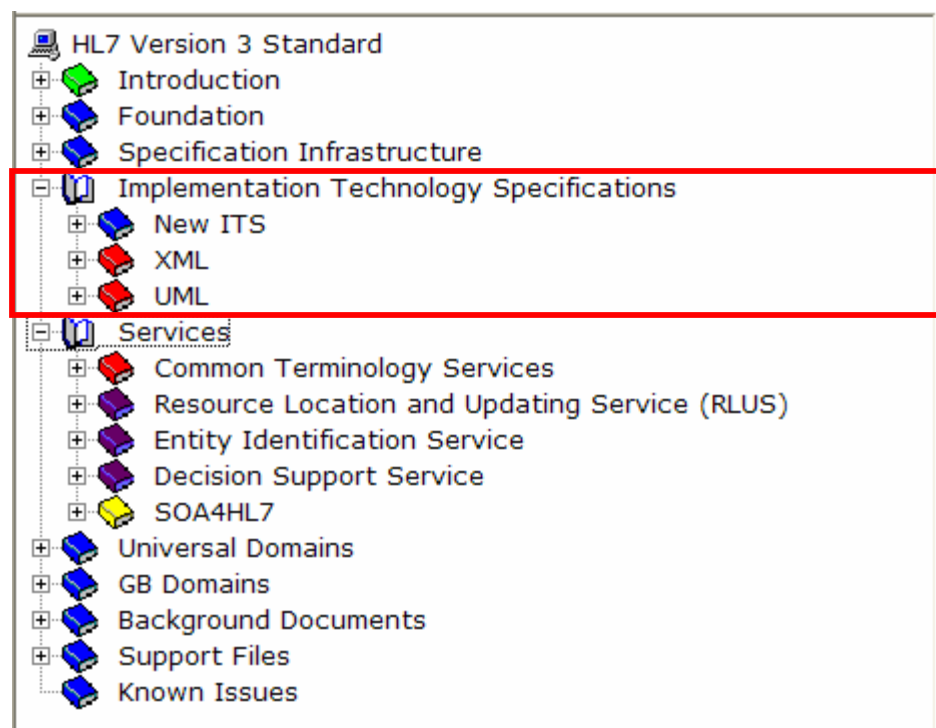 HL7 Version 3 Standard
Introduction
Foundation
Specification Infrastructure
Implementation Technology Specifications
New ITS
XML
UML
Services
Common Terminology Services
Resource Location and Updating Service (RLUS)
Entity Identification Service
Decision Support Service
SOA4HL7
Universal Domains
GB Domains
Background Documents
Support Files
Known Issues